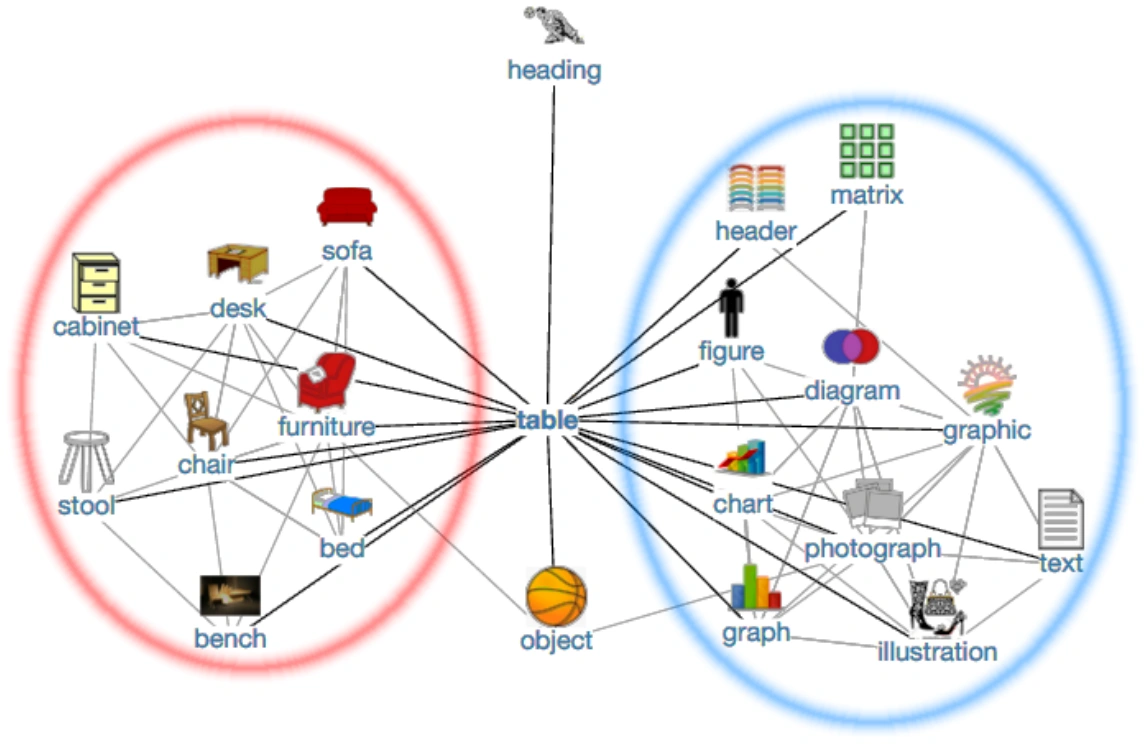 heading
matrix
header
sofa
desk
cabinet
figure
diagram
furniture
table
graphic
chair
stool
chart
bed
photograph
text
bench
object
graph
illustration